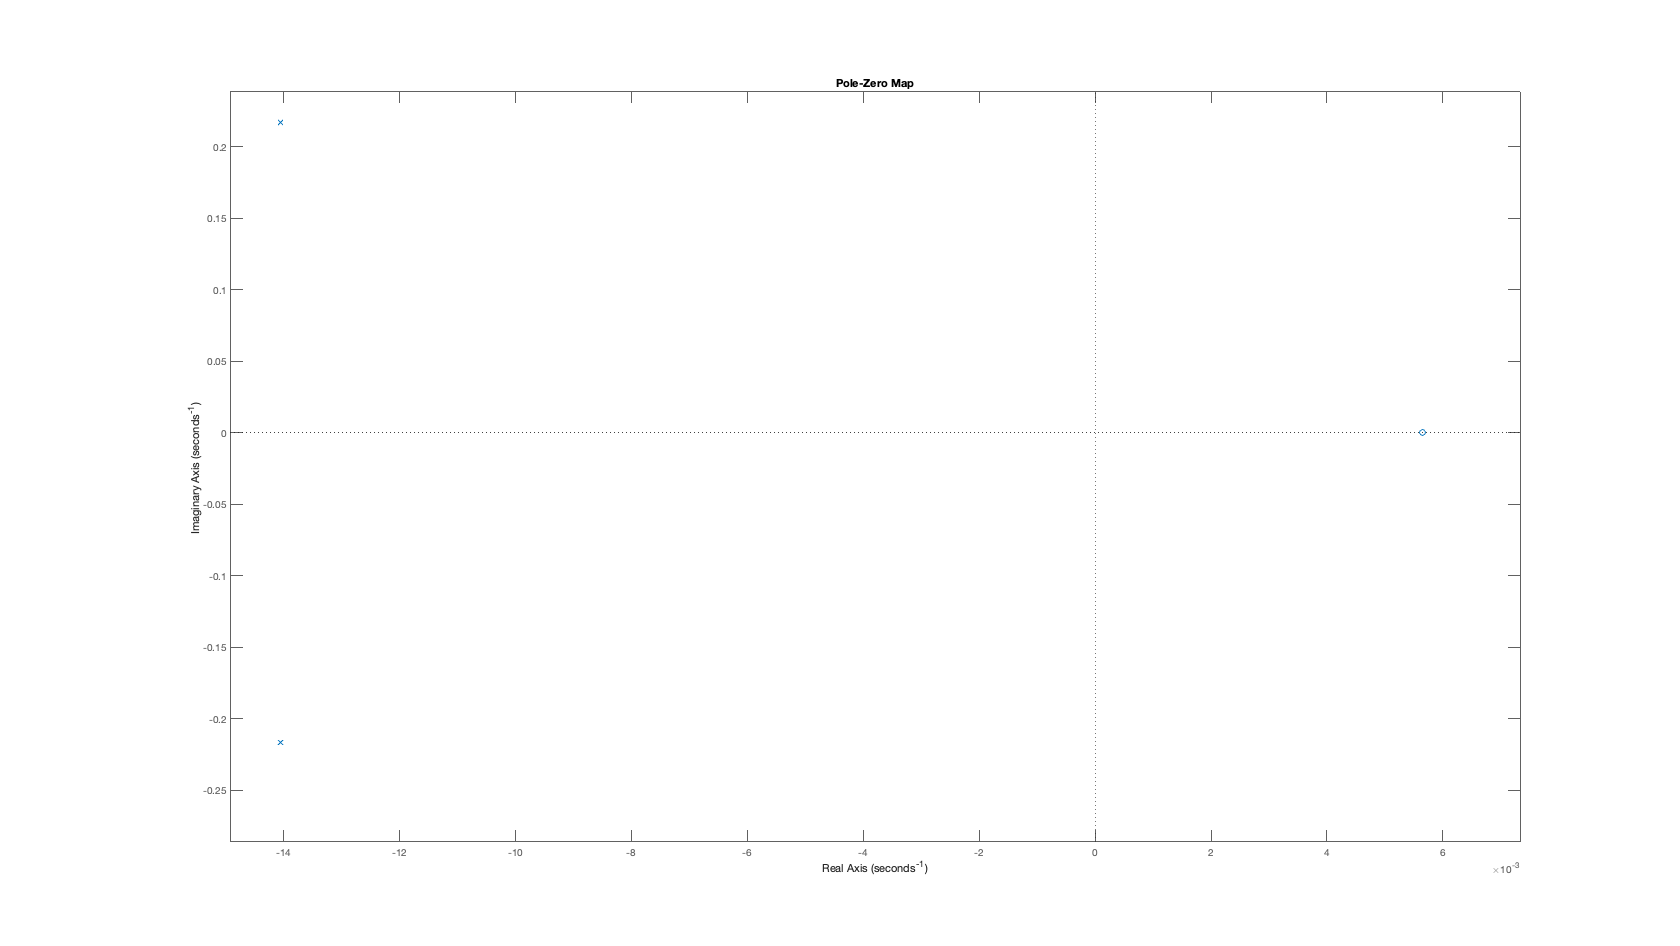 Pole-Zero Map
0.2
0.15
0.1
0.05
0
-0.05
-0.1
-0.15
-0.2
-0.25
Imaginary Axis (seconds⁻¹)
-14 -12 -10 -8 -6 -4 -2 0 2 4 6
Real Axis (seconds⁻¹)
×10⁻³